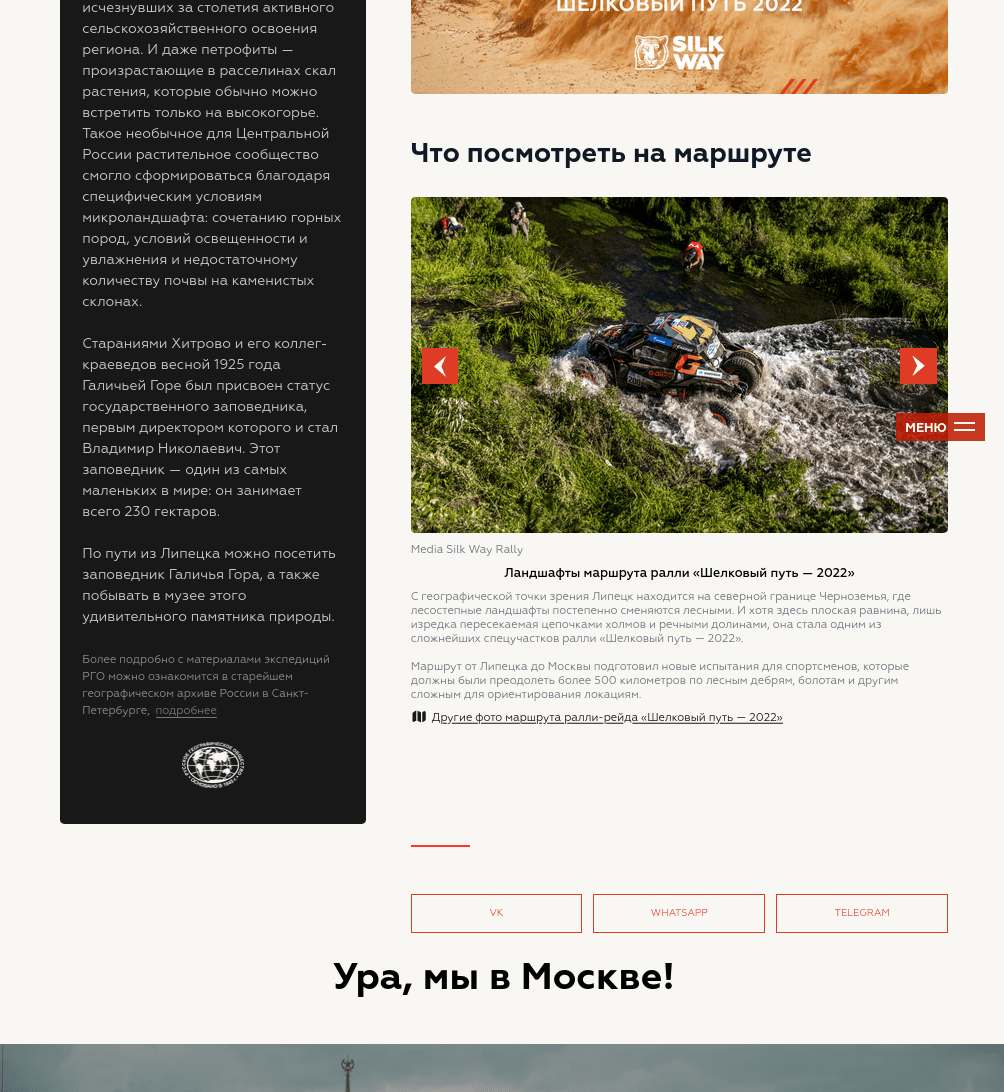 исчезнувших за столетия активного
сельскохозяйственного освоения
региона. И даже петрофиты —
произрастающие в расселинах скал
растения, которые обычно можно
встретить только на высокогорье.
Такое необычное для Центральной
России растительное сообщество
смогло сформироваться благодаря
специфическим условиям
микроландшафта: сочетанию горных
пород, условий освещенности и
увлажнения и недостаточному
количеству почвы на каменистых
склонах.
Стараниями Хитрово и его коллег-
краеведов весной 1925 года
Галичьей Горе был присвоен статус
государственного заповедника,
первым директором которого и стал
Владимир Николаевич. Этот
заповедник — один из самых
маленьких в мире: он занимает
всего 230 гектаров.
По пути из Липецка можно посетить
заповедник Галичья Гора, а также
побывать в музее этого
удивительного памятника природы.
Более подробно с материалами экспедиций
РГО можно ознакомится в старейшем
географическом архиве России в Санкт-
Петербурге, подробнее
ШЕЛКОВЫЙ ПУТЬ 2022
SILK
WAY
Что посмотреть на маршруте
МЕНЮ
Media Silk Way Rally
Ландшафты маршрута ралли «Шелковый путь — 2022»
С географической точки зрения Липецк находится на северной границе Черноземья, где
лесостепные ландшафты постепенно сменяются лесными. И хотя здесь плоская равнина, лишь
изредка пересекаемая цепочками холмов и речными долинами, она стала одним из
сложнейших спецучастков ралли «Шелковый путь — 2022».
Маршрут от Липецка до Москвы подготовил новые испытания для спортсменов, которые
должны были преодолеть более 500 километров по лесным дебрям, болотам и другим
сложным для ориентирования локациям.
Другие фото маршрута ралли-рейда «Шелковый путь — 2022»
VK
WHATSAPP
TELEGRAM
Ура, мы в Москве!